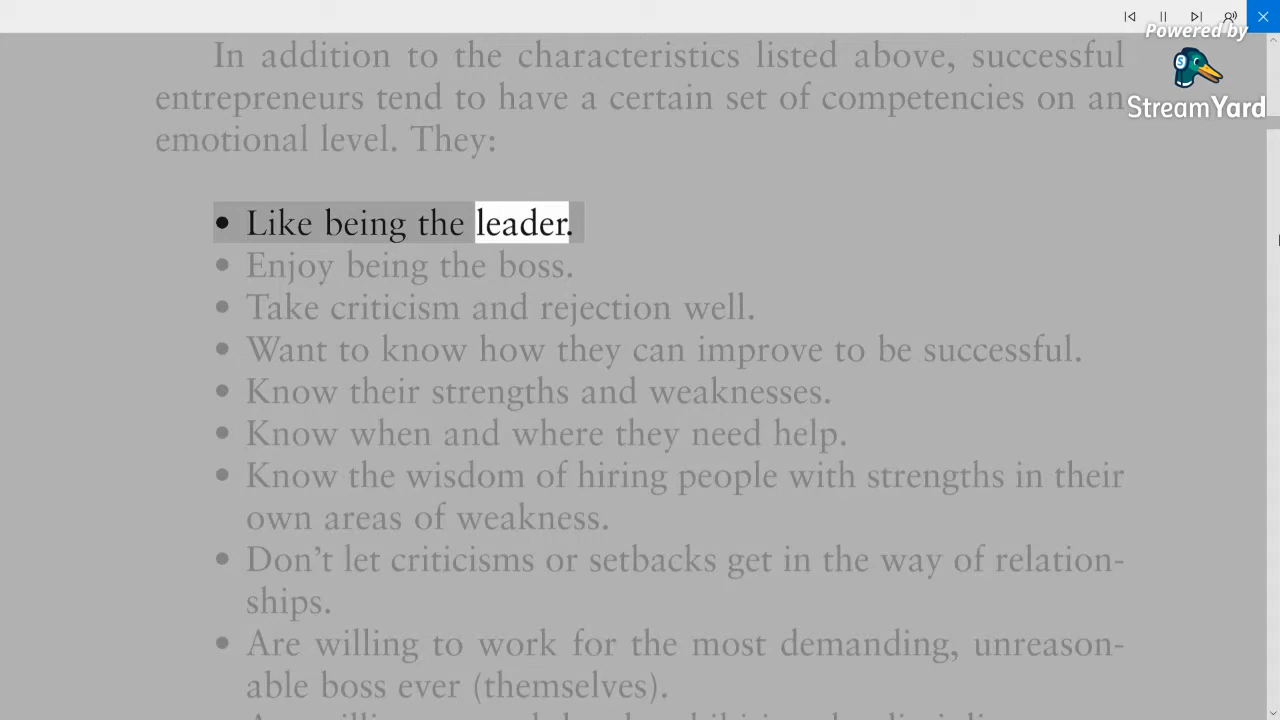 Powered by
StreamYard
In addition to the characteristics listed above, successful
entrepreneurs tend to have a certain set of competencies on an
emotional level. They:
• Like being the leader.
• Enjoy being the boss.
• Take criticism and rejection well.
• Want to know how they can improve to be successful.
• Know their strengths and weaknesses.
• Know when and where they need help.
• Know the wisdom of hiring people with strengths in their
own areas of weakness.
• Don’t let criticisms or setbacks get in the way of relation-
ships.
• Are willing to work for the most demanding, unreason-
able boss ever (themselves).